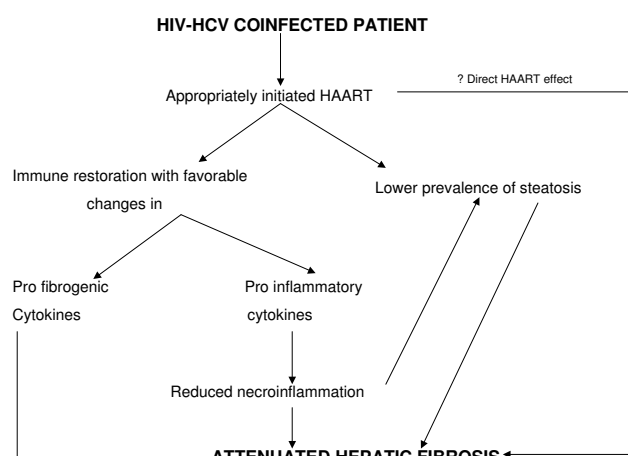 HIV-HCV COINFECTED PATIENT
? Direct HAART effect
Appropriately initiated HAART
Immune restoration with favorable
changes in
Lower prevalence of steatosis
Pro fibrogenic
Cytokines
Pro inflammatory
cytokines
Reduced necroinflammation
ATTENUATED HEPATIC FIBROSIS